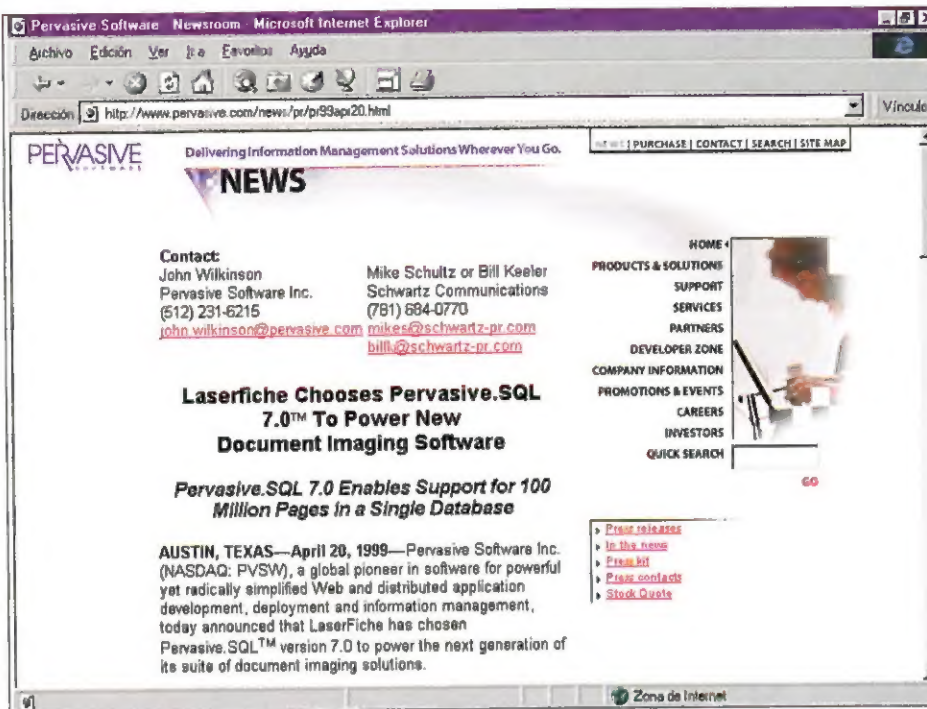 Pervasive Software - Newsroom - Microsoft Internet Explorer
Archivo Edición Ver Ir a Favoritos Ayuda
Dirección http://www.pervasive.com/news/pr/pr99apr20.html Vínculos
PERVASIVE
SOFTWARE
Delivering Information Management Solutions Wherever You Go.
NEWS | PURCHASE | CONTACT | SEARCH | SITE MAP
NEWS
Contact:
John Wilkinson
Pervasive Software Inc.
(512) 231-6215
john.wilkinson@pervasive.com
Mike Schultz or Bill Keeler
Schwartz Communications
(781) 684-0770
mikes@schwartz-pr.com
billk@schwartz-pr.com
Laserfiche Chooses Pervasive.SQL
7.0™ To Power New
Document Imaging Software
Pervasive.SQL 7.0 Enables Support for 100
Million Pages in a Single Database
AUSTIN, TEXAS—April 20, 1999—Pervasive Software Inc.
(NASDAQ: PVSW), a global pioneer in software for powerful
yet radically simplified Web and distributed application
development, deployment and information management,
today announced that LaserFiche has chosen
Pervasive.SQL™ version 7.0 to power the next generation of
its suite of document imaging solutions.
HOME
PRODUCTS & SOLUTIONS
SUPPORT
SERVICES
PARTNERS
DEVELOPER ZONE
COMPANY INFORMATION
PROMOTIONS & EVENTS
CAREERS
INVESTORS
QUICK SEARCH
GO
Press releases
In the news
Press kit
Press contacts
Stock Quote
Zona de Internet